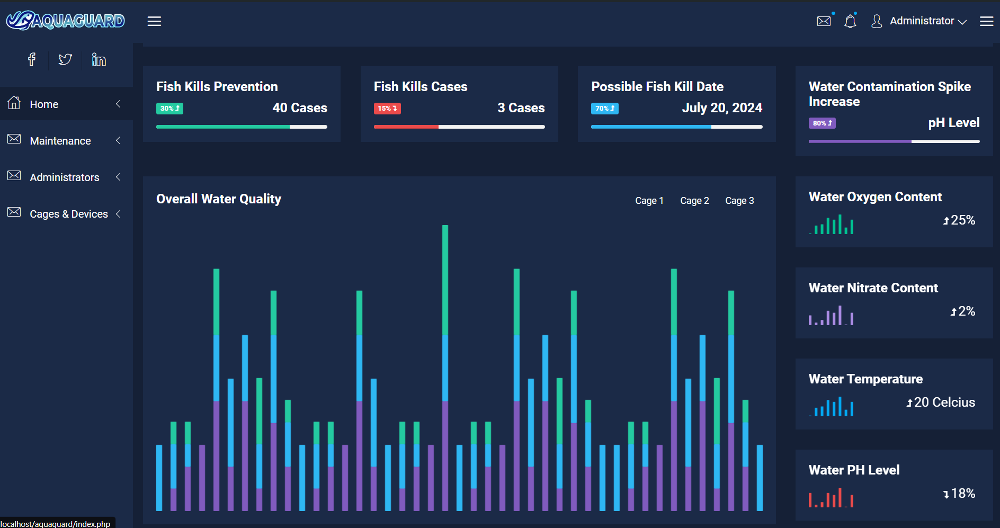 AQUAGUARD
Administrator
Home
Maintenance
Administrators
Cages & Devices
Fish Kills Prevention
30%
40 Cases
Fish Kills Cases
15%
3 Cases
Possible Fish Kill Date
70%
July 20, 2024
Water Contamination Spike
Increase
80%
pH Level
Overall Water Quality
Cage 1 Cage 2 Cage 3
Water Oxygen Content
25%
Water Nitrate Content
2%
Water Temperature
20 Celcius
Water PH Level
18%
localhost/aquaguard/index.php